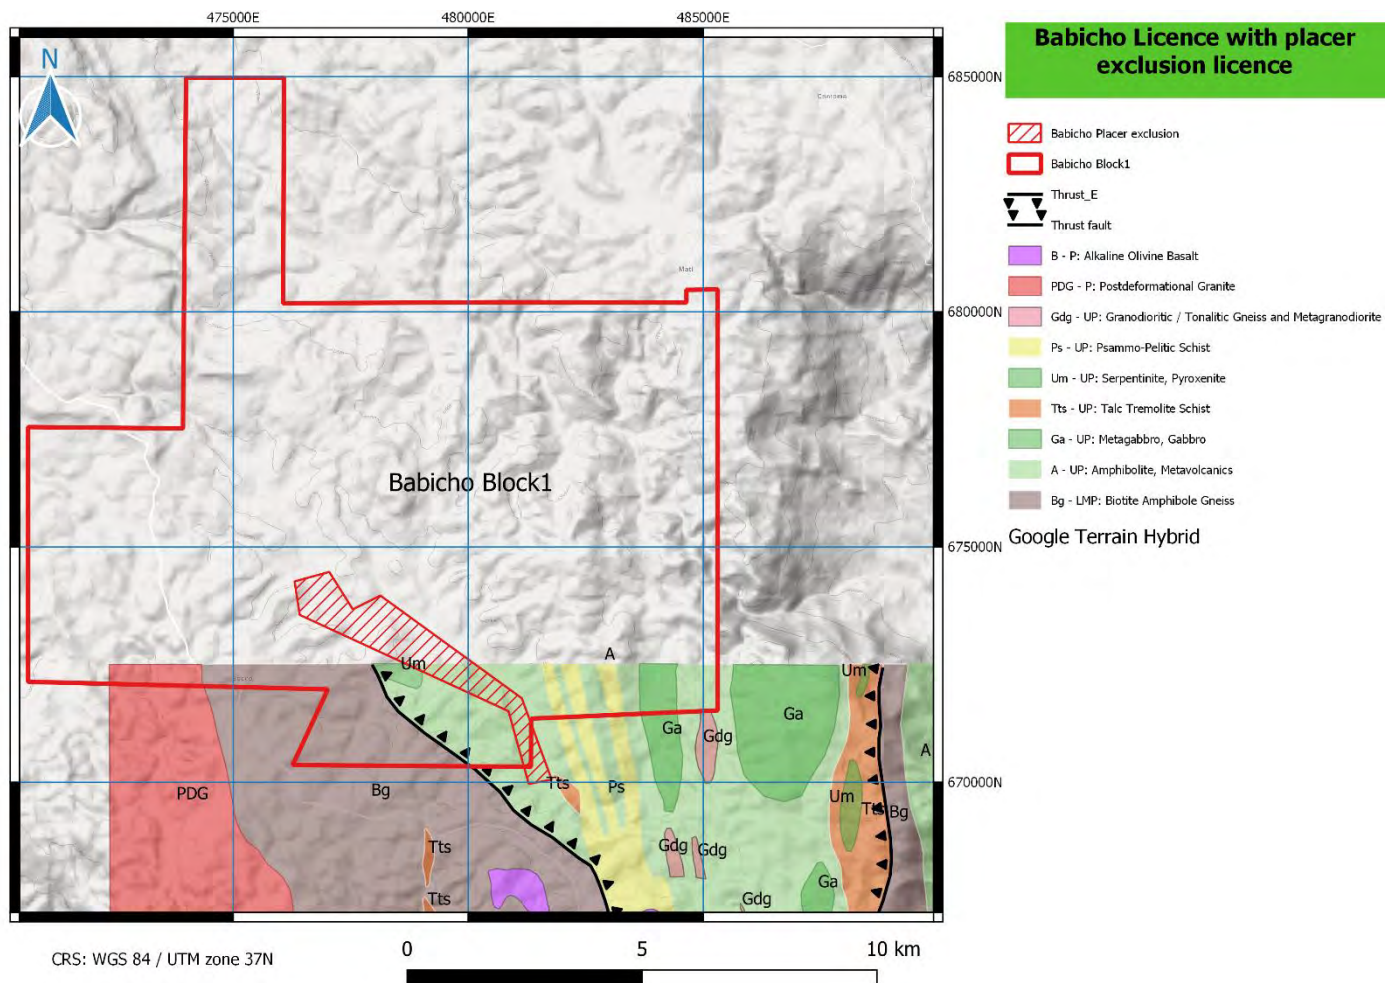 475000E
480000E
485000E
N
685000N
680000N
675000N
670000N
Mati
Babicho Block1
A
Um
Um
Ga
Ga
Gdg
A
Tts
Ps
PDG
Bg
Um
Tts
Bg
Tts
Gdg
Gdg
Ga
Tts
Gdg
CRS: WGS 84 / UTM zone 37N
0
5
10 km
Babicho Licence with placer
exclusion licence
Babicho Placer exclusion
Babicho Block1
Thrust_E
Thrust fault
B - P: Alkaline Olivine Basalt
PDG - P: Postdeformational Granite
Gdg - UP: Granodioritic / Tonalitic Gneiss and Metagranodiorite
Ps - UP: Psammo-Pelitic Schist
Um - UP: Serpentinite, Pyroxenite
Tts - UP: Talc Tremolite Schist
Ga - UP: Metagabbro, Gabbro
A - UP: Amphibolite, Metavolcanics
Bg - LMP: Biotite Amphibole Gneiss
Google Terrain Hybrid